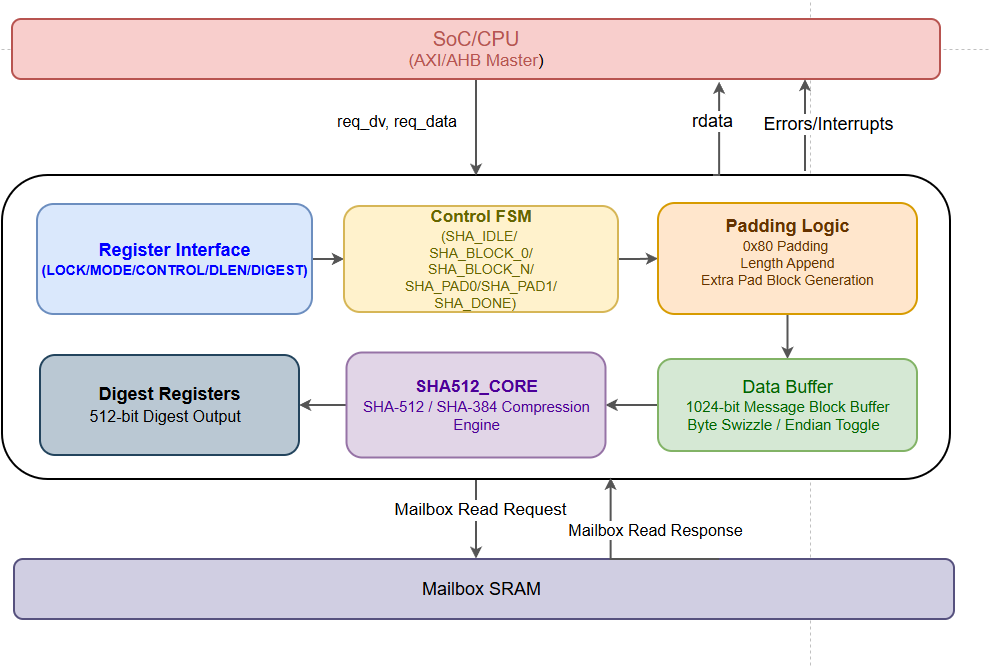 SoC/CPU
(AXI/AHB Master)
req_dv, req_data
rdata
Errors/Interrupts
Register Interface
(LOCK/MODE/CONTROL/DLEN/DIGEST)
Control FSM
(SHA_IDLE/
SHA_BLOCK_0/
SHA_BLOCK_N/
SHA_PAD0/SHA_PAD1/
SHA_DONE)
Padding Logic
0x80 Padding
Length Append
Extra Pad Block Generation
Digest Registers
512-bit Digest Output
SHA512_CORE
SHA-512 / SHA-384 Compression
Engine
Data Buffer
1024-bit Message Block Buffer
Byte Swizzle / Endian Toggle
Mailbox Read Request
Mailbox Read Response
Mailbox SRAM